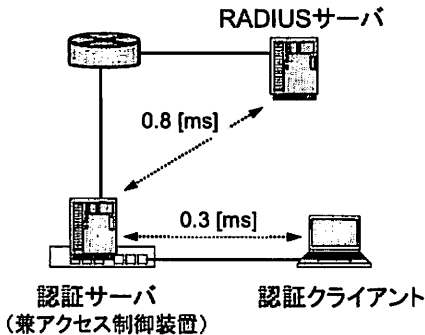 RADIUSサーバ
0.8 [ms]
0.3 [ms]
認証サーバ
(兼アクセス制御装置)
認証クライアント